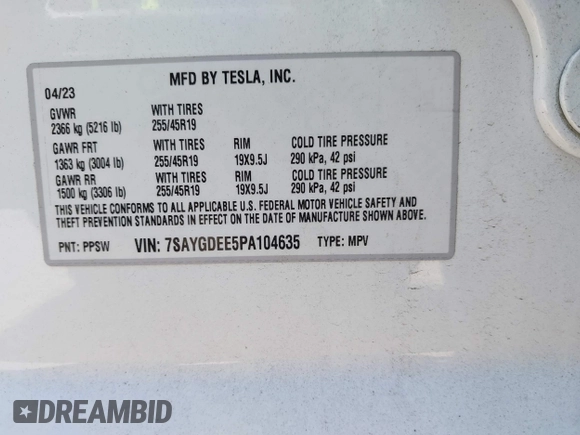 MFD BY TESLA, INC.
04/23
GVWR WITH TIRES
2366 kg (5216 lb) 255/45R19
GAWR FRT WITH TIRES RIM COLD TIRE PRESSURE
1363 kg (3004 lb) 255/45R19 19X9.5J 290 kPa, 42 psi
GAWR RR WITH TIRES RIM COLD TIRE PRESSURE
1500 kg (3306 lb) 255/45R19 19X9.5J 290 kPa, 42 psi
THIS VEHICLE CONFORMS TO ALL APPLICABLE U.S. FEDERAL MOTOR VEHICLE SAFETY AND
THEFT PREVENTION STANDARDS IN EFFECT ON THE DATE OF MANUFACTURE SHOWN ABOVE.
PNT: PPSW VIN: 7SAYGDEE5PA104635 TYPE: MPV
DREAMBID